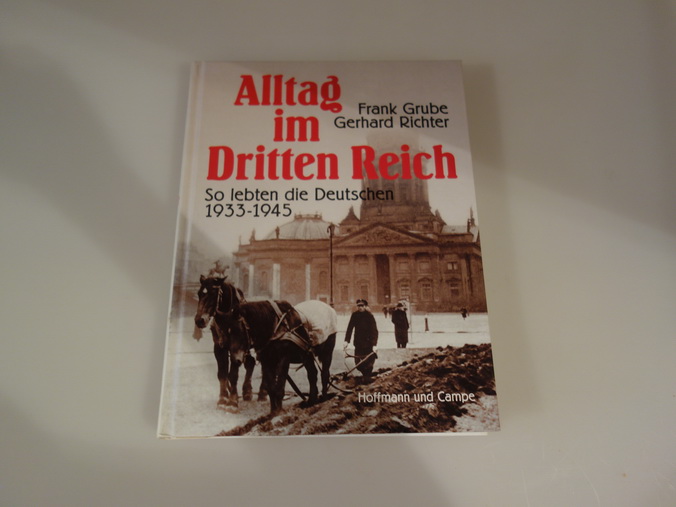 Alltag
im
Dritten Reich
Frank Grube
Gerhard Richter
So lebten die Deutschen
1933-1945
Hoffmann und Campe